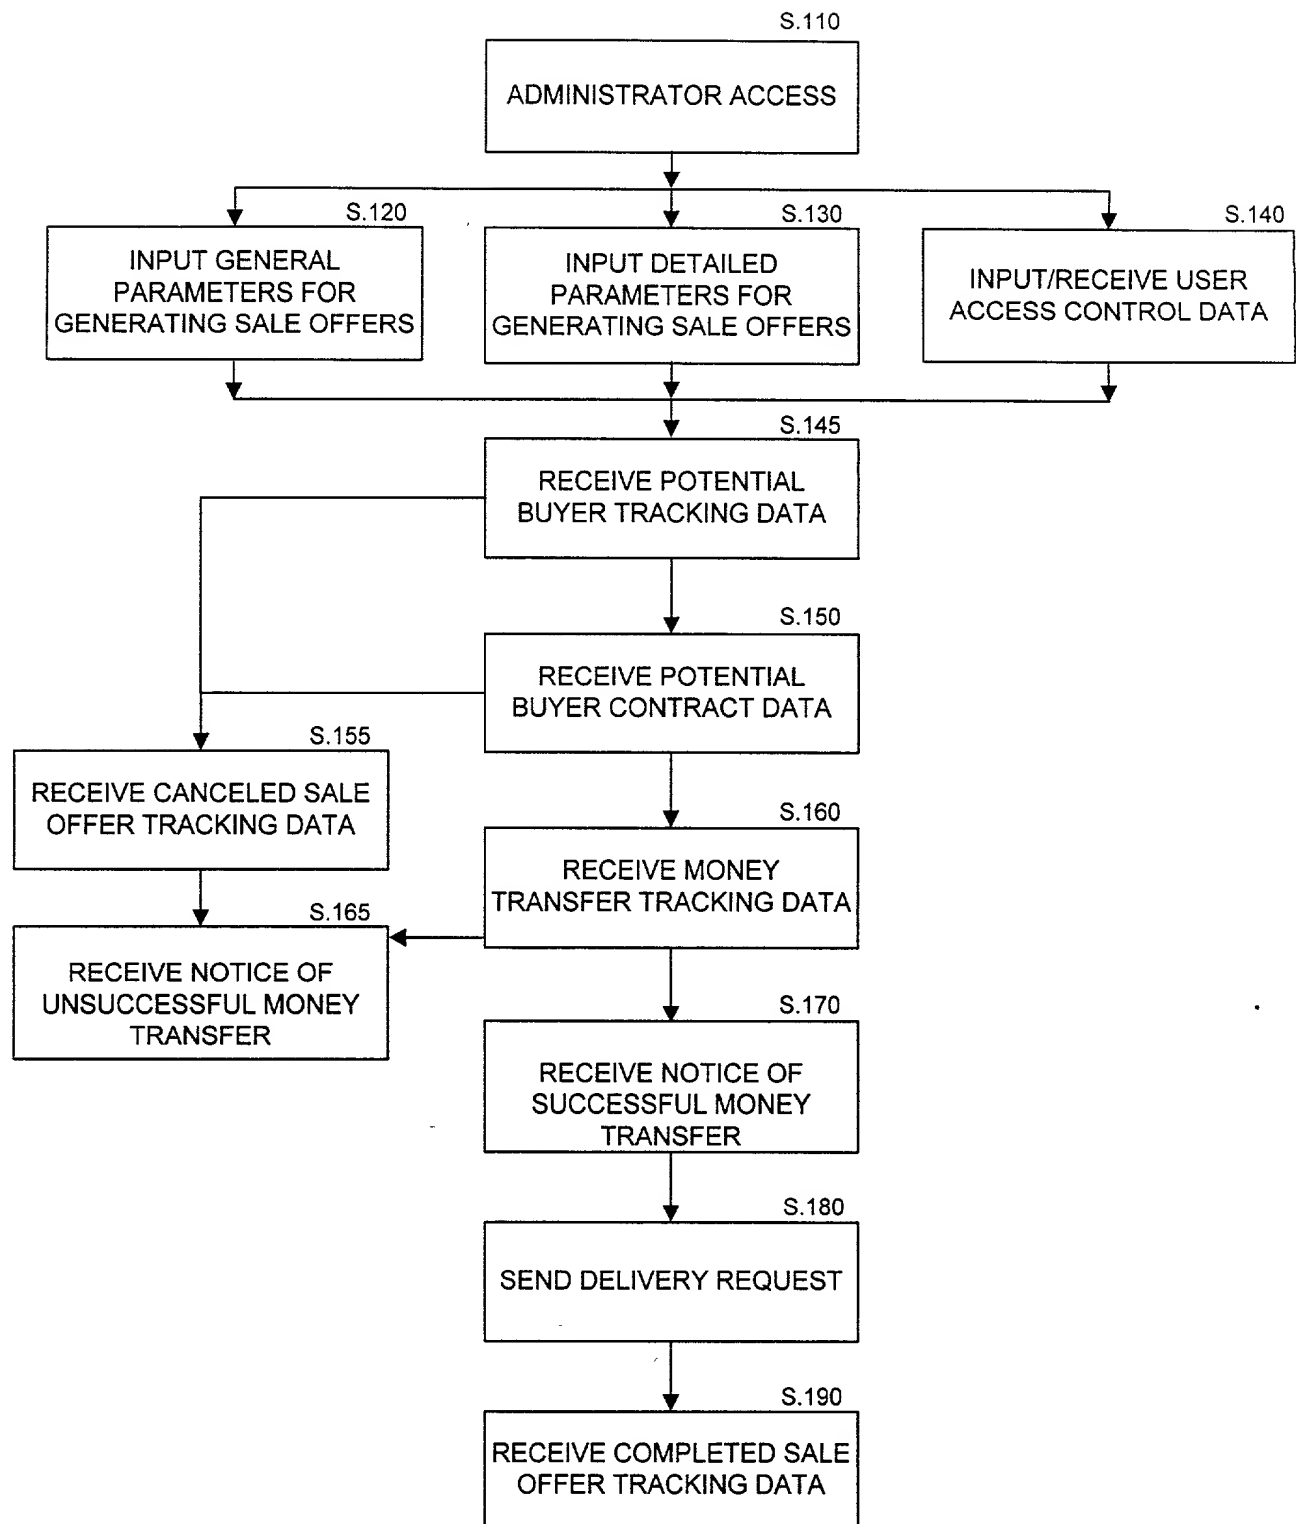 S.110
ADMINISTRATOR ACCESS
S.120
INPUT GENERAL
PARAMETERS FOR
GENERATING SALE OFFERS
S.130
INPUT DETAILED
PARAMETERS FOR
GENERATING SALE OFFERS
S.140
INPUT/RECEIVE USER
ACCESS CONTROL DATA
S.145
RECEIVE POTENTIAL
BUYER TRACKING DATA
S.150
RECEIVE POTENTIAL
BUYER CONTRACT DATA
S.155
RECEIVE CANCELED SALE
OFFER TRACKING DATA
S.160
RECEIVE MONEY
TRANSFER TRACKING DATA
S.165
RECEIVE NOTICE OF
UNSUCCESSFUL MONEY
TRANSFER
S.170
RECEIVE NOTICE OF
SUCCESSFUL MONEY
TRANSFER
S.180
SEND DELIVERY REQUEST
S.190
RECEIVE COMPLETED SALE
OFFER TRACKING DATA